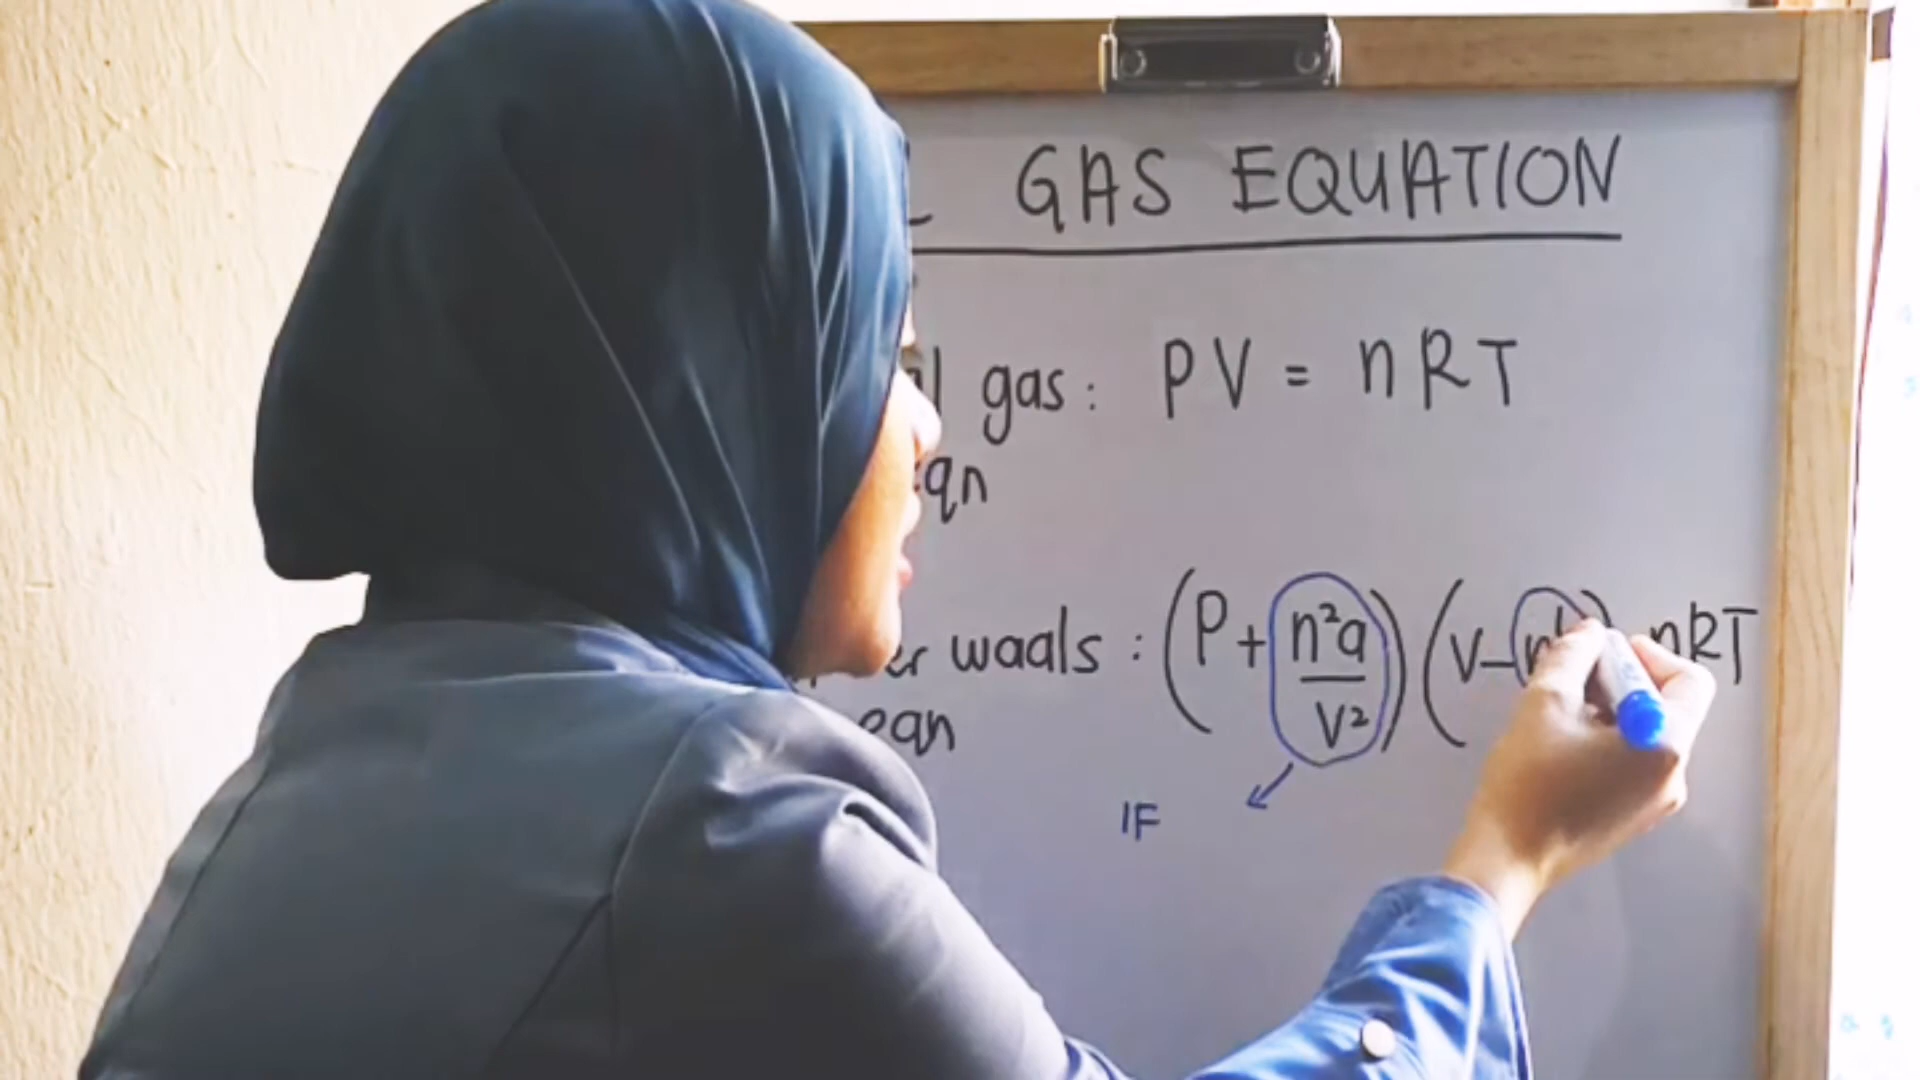 GAS EQUATION
gas: PV = nRT
eqn
waals : (P + n²a/V²) (V - n nRT
eqn
IF